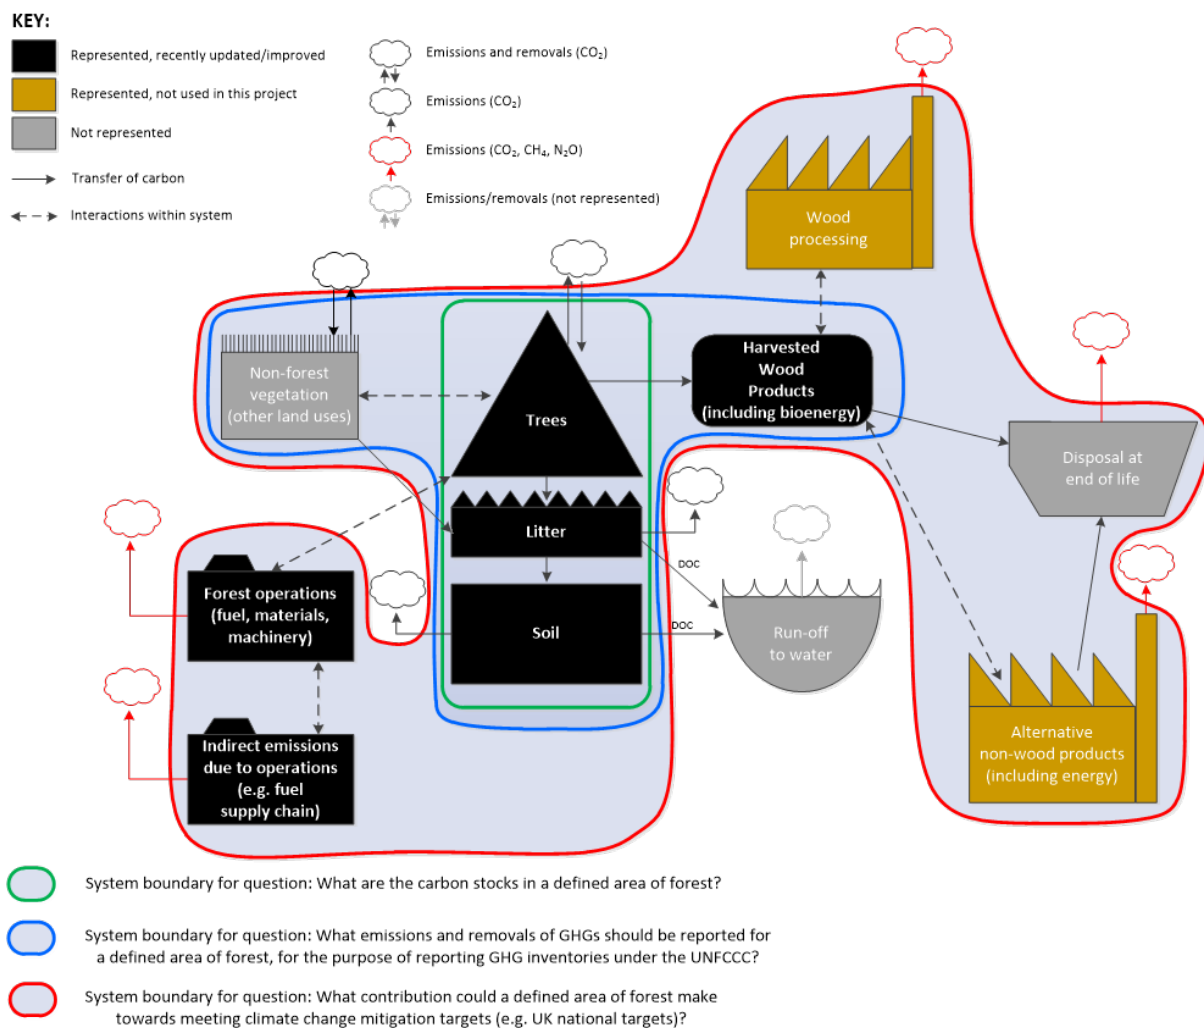 KEY:
Represented, recently updated/improved
Represented, not used in this project
Not represented
Transfer of carbon
Interactions within system
Emissions and removals (CO₂)
Emissions (CO₂)
Emissions (CO₂, CH₄, N₂O)
Emissions/removals (not represented)
Wood
processing
Non-forest
vegetation
(other land uses)
Trees
Harvested
Wood
Products
(including bioenergy)
Disposal at
end of life
Litter
DOC
Forest operations
(fuel, materials,
machinery)
Soil
DOC
Run-off
to water
Indirect emissions
due to operations
(e.g. fuel
supply chain)
Alternative
non-wood products
(including energy)
System boundary for question: What are the carbon stocks in a defined area of forest?
System boundary for question: What emissions and removals of GHGs should be reported for
a defined area of forest, for the purpose of reporting GHG inventories under the UNFCCC?
System boundary for question: What contribution could a defined area of forest make
towards meeting climate change mitigation targets (e.g. UK national targets)?